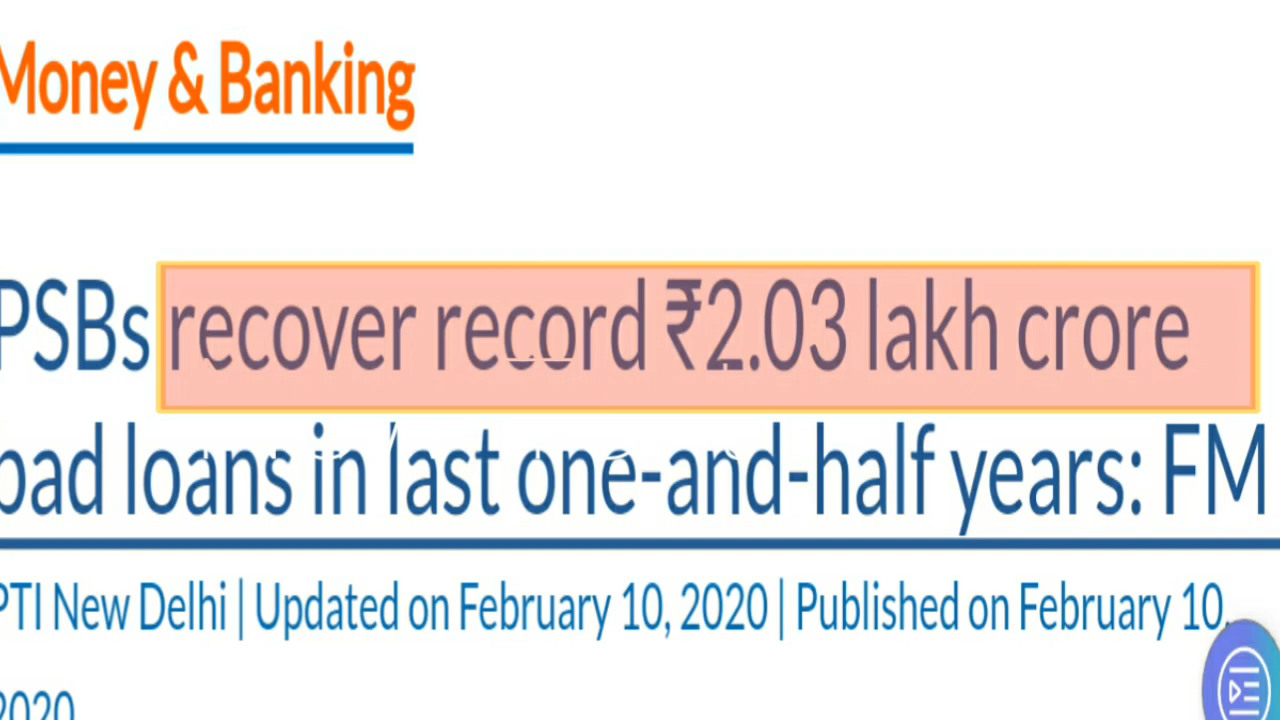 Money & Banking
PSBs recover record ₹2.03 lakh crore
bad loans in last one-and-half years: FM
PTI New Delhi | Updated on February 10, 2020 | Published on February 10,
2020